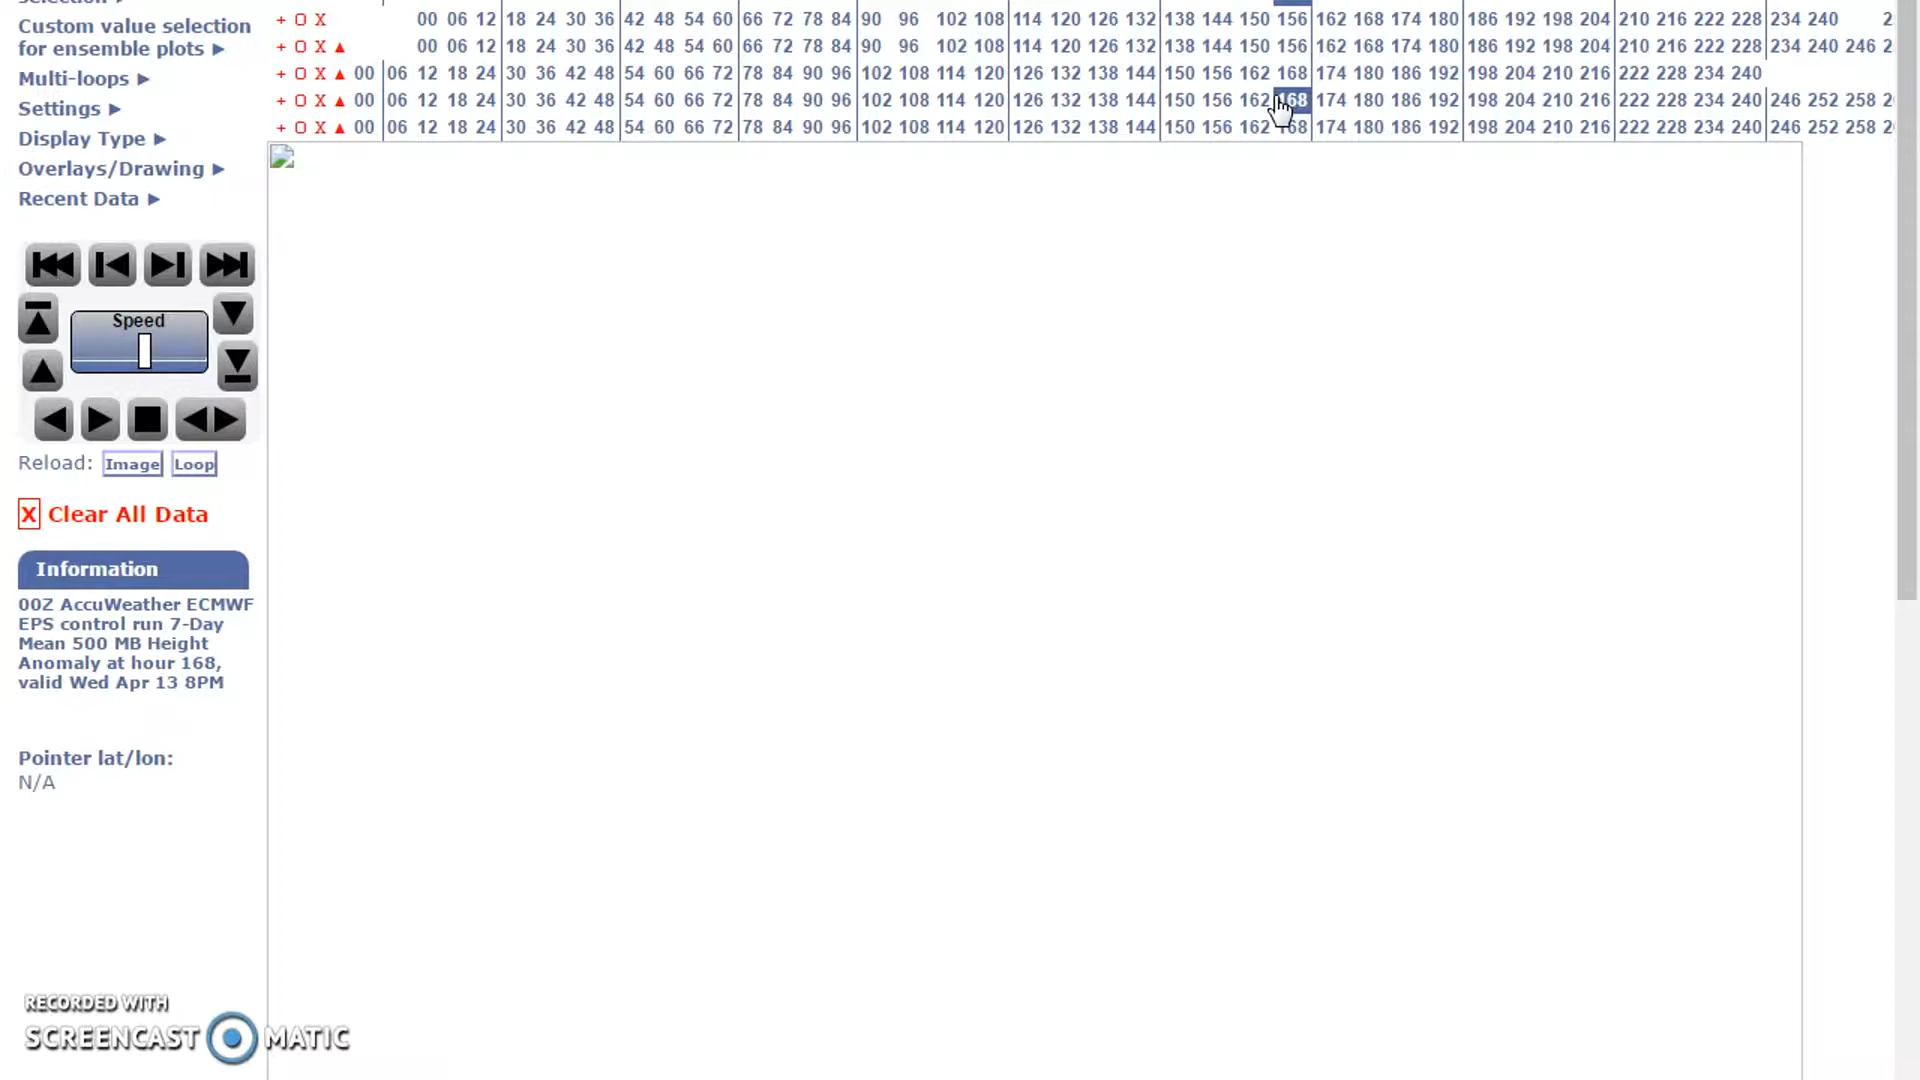 Custom value selection
for ensemble plots ►
Multi-loops ►
Settings ►
Display Type ►
Overlays/Drawing ►
Recent Data ►
+ O X 00 06 12 18 24 30 36 42 48 54 60 66 72 78 84 90 96 102 108 114 120 126 132 138 144 150 156 162 168 174 180 186 192 198 204 210 216 222 228 234 240
+ O X ▲ 00 06 12 18 24 30 36 42 48 54 60 66 72 78 84 90 96 102 108 114 120 126 132 138 144 150 156 162 168 174 180 186 192 198 204 210 216 222 228 234 240 246
+ O X ▲ 00 06 12 18 24 30 36 42 48 54 60 66 72 78 84 90 96 102 108 114 120 126 132 138 144 150 156 162 168 174 180 186 192 198 204 210 216 222 228 234 240
+ O X ▲ 00 06 12 18 24 30 36 42 48 54 60 66 72 78 84 90 96 102 108 114 120 126 132 138 144 150 156 162 168 174 180 186 192 198 204 210 216 222 228 234 240 246 252 258
+ O X ▲ 00 06 12 18 24 30 36 42 48 54 60 66 72 78 84 90 96 102 108 114 120 126 132 138 144 150 156 162 168 174 180 186 192 198 204 210 216 222 228 234 240 246 252 258
Speed
Reload: Image Loop
X Clear All Data
Information
00Z AccuWeather ECMWF
EPS control run 7-Day
Mean 500 MB Height
Anomaly at hour 168,
valid Wed Apr 13 8PM
Pointer lat/lon:
N/A
RECORDED WITH
SCREENCAST MATIC